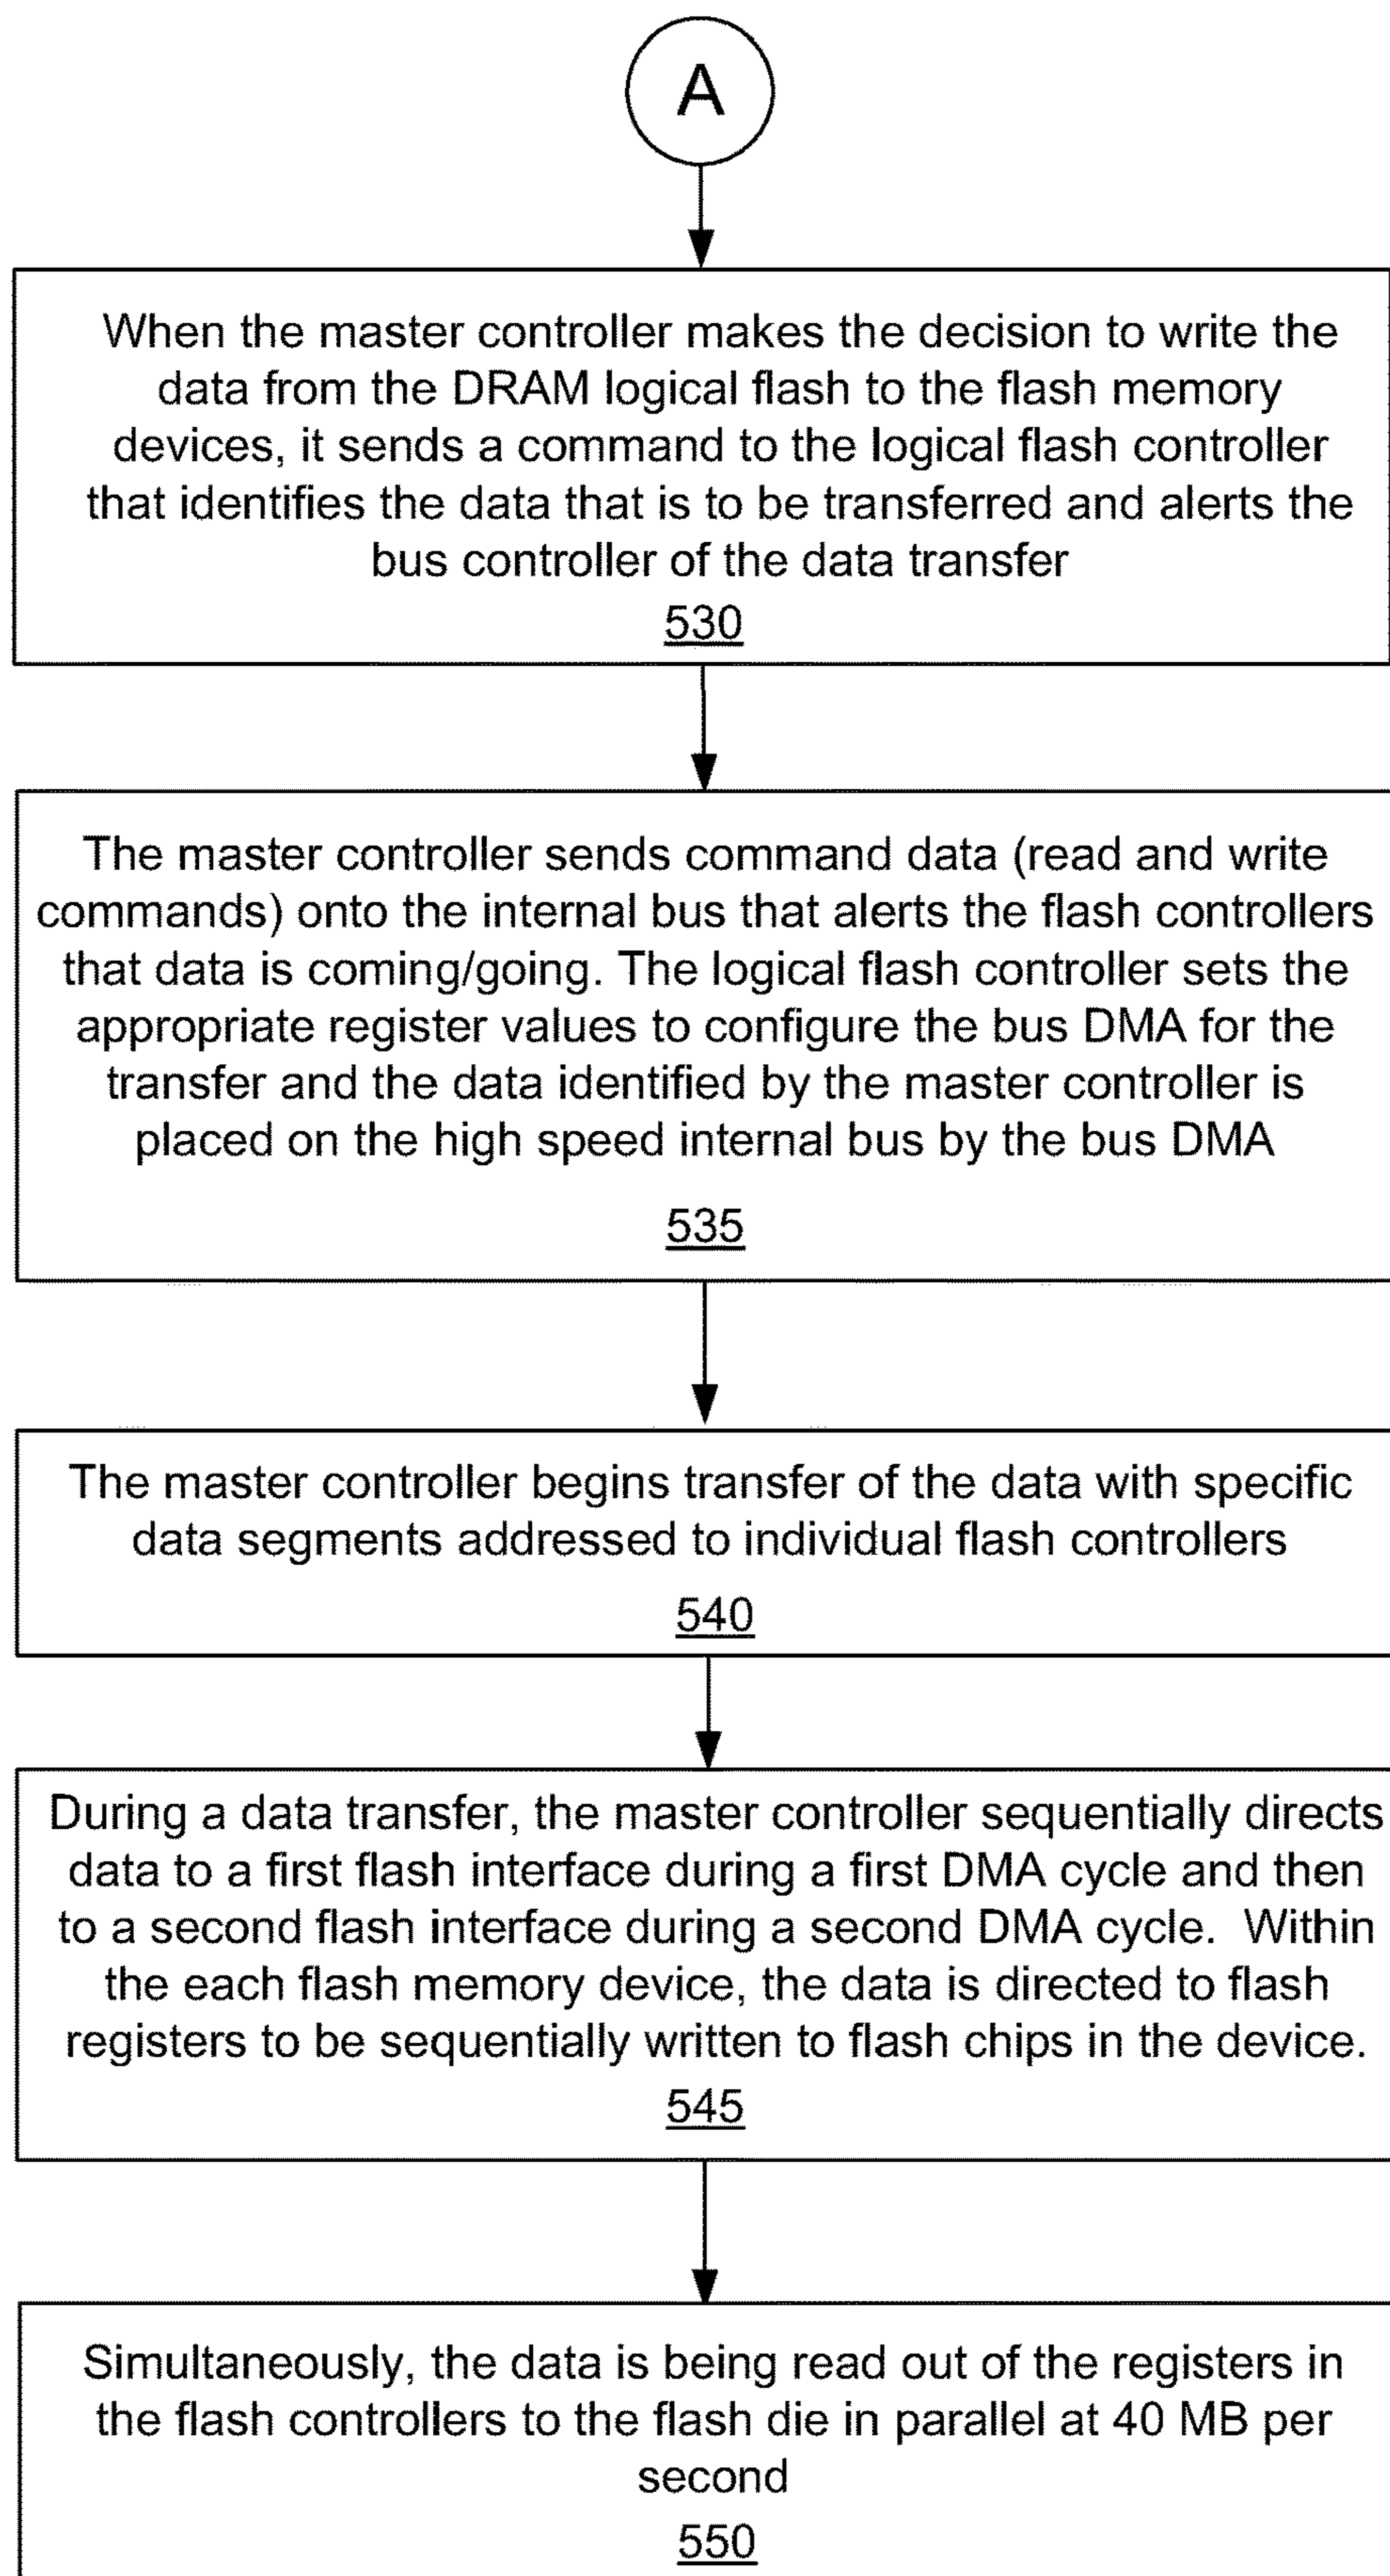 A
When the master controller makes the decision to write the
data from the DRAM logical flash to the flash memory
devices, it sends a command to the logical flash controller
that identifies the data that is to be transferred and alerts the
bus controller of the data transfer
530
The master controller sends command data (read and write
commands) onto the internal bus that alerts the flash controllers
that data is coming/going. The logical flash controller sets the
appropriate register values to configure the bus DMA for the
transfer and the data identified by the master controller is
placed on the high speed internal bus by the bus DMA
535
The master controller begins transfer of the data with specific
data segments addressed to individual flash controllers
540
During a data transfer, the master controller sequentially directs
data to a first flash interface during a first DMA cycle and then
to a second flash interface during a second DMA cycle.  Within
the each flash memory device, the data is directed to flash
registers to be sequentially written to flash chips in the device.
545
Simultaneously, the data is being read out of the registers in
the flash controllers to the flash die in parallel at 40 MB per
second
550